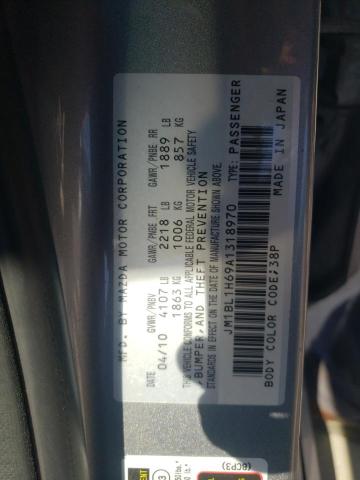 MFD. BY MAZDA MOTOR CORPORATION
DATE GVWR/PNBV GAWR/PNBE FRT GAWR/PNBE RR
04/10 4107 LB 2218 LB 1889 LB
1863 KG 1006 KG 857 KG
THIS VEHICLE CONFORMS TO ALL APPLICABLE FEDERAL MOTOR VEHICLE SAFETY
,BUMPER,AND THEFT PREVENTION
STANDARDS IN EFFECT ON THE DATE OF MANUFACTURE SHOWN ABOVE.
JM1BL1H69A1318970 TYPE: PASSENGER
BODY COLOR CODE;38P MADE IN JAPAN
(BCP3)